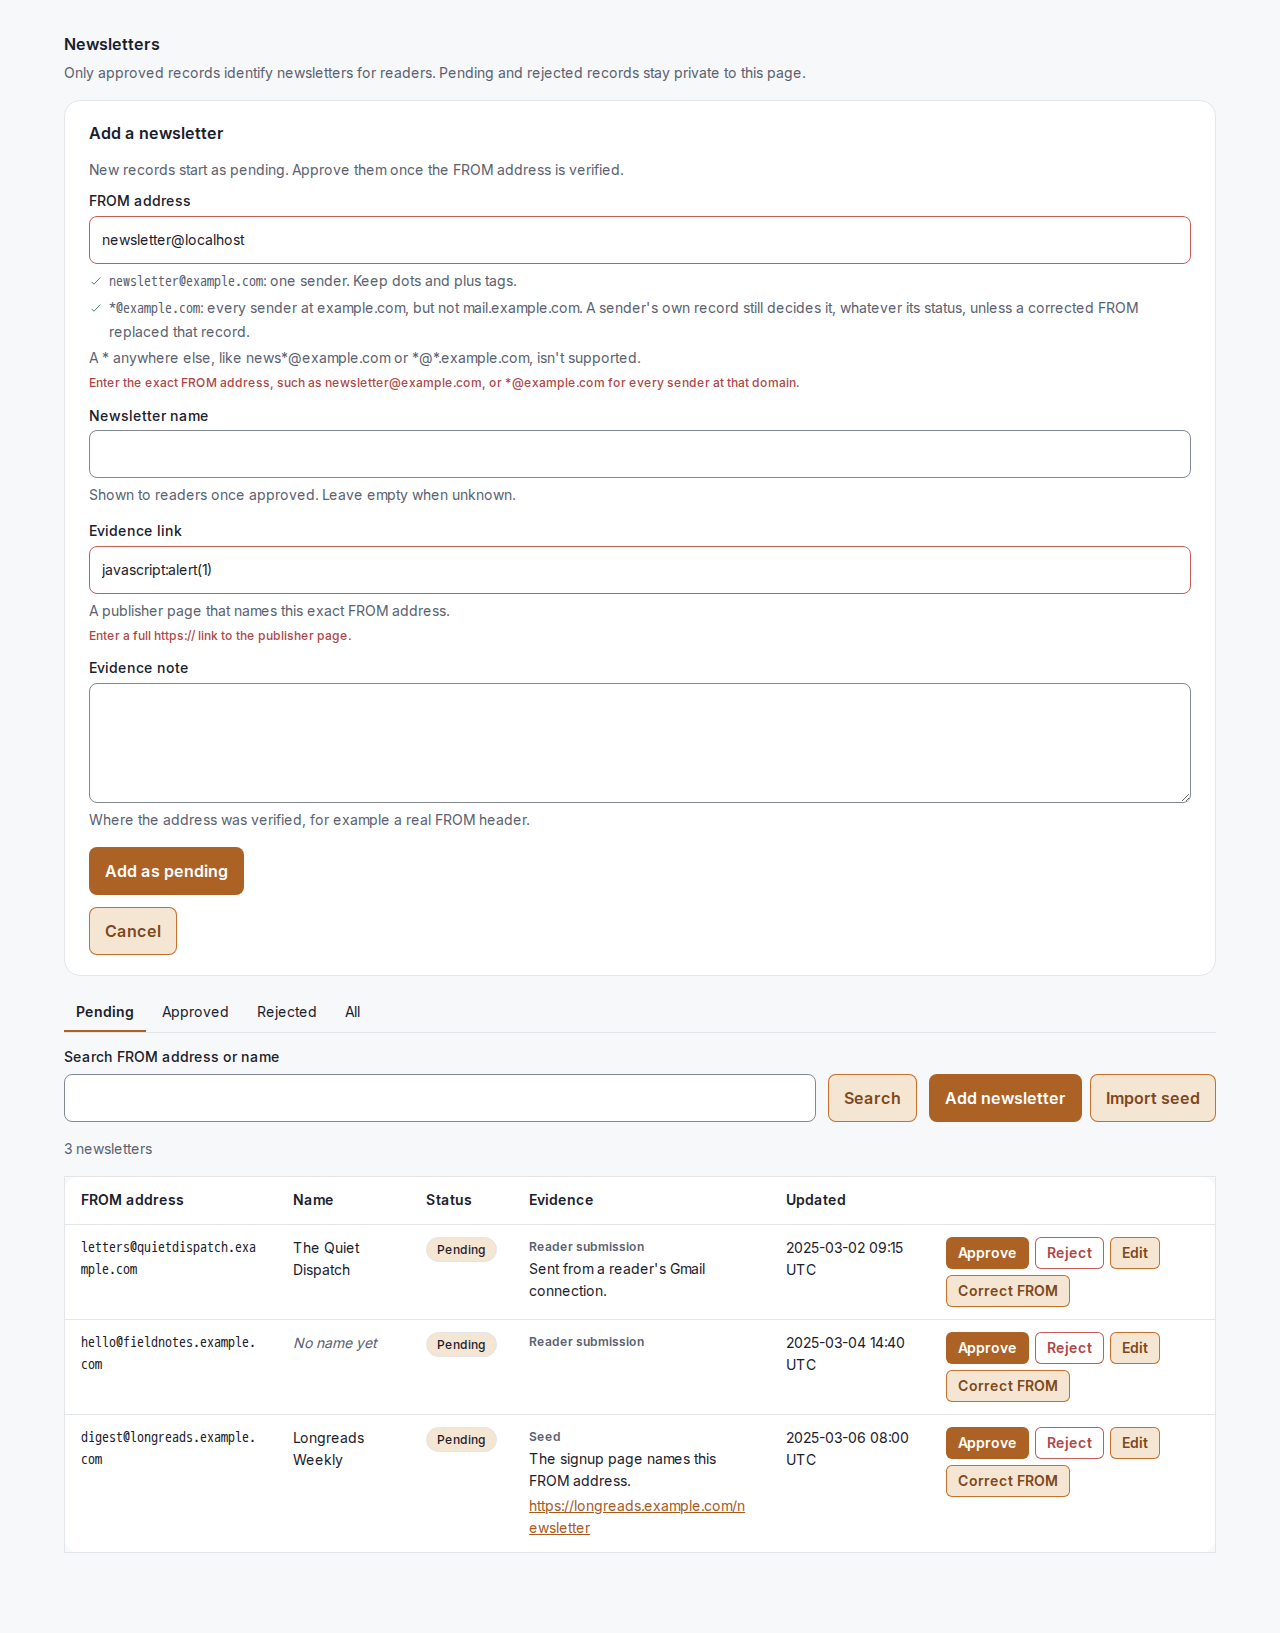 Newsletters
Only approved records identify newsletters for readers. Pending and rejected records stay private to this page.
Add a newsletter
New records start as pending. Approve them once the FROM address is verified.
FROM address
newsletter@localhost
newsletter@example.com: one sender. Keep dots and plus tags.
*@example.com: every sender at example.com, but not mail.example.com. A sender's own record still decides it, whatever its status, unless a corrected FROM
replaced that record.
A * anywhere else, like news*@example.com or *@*.example.com, isn't supported.
Enter the exact FROM address, such as newsletter@example.com, or *@example.com for every sender at that domain.
Newsletter name
Shown to readers once approved. Leave empty when unknown.
Evidence link
javascript:alert(1)
A publisher page that names this exact FROM address.
Enter a full https:// link to the publisher page.
Evidence note
Where the address was verified, for example a real FROM header.
Add as pending
Cancel
Pending Approved Rejected All
Search FROM address or name
Search Add newsletter Import seed
3 newsletters
FROM address Name Status Evidence Updated
letters@quietdispatch.exa The Quiet Pending Reader submission 2025-03-02 09:15 Approve Reject Edit
mple.com Dispatch Sent from a reader's Gmail UTC
connection. Correct FROM
hello@fieldnotes.example. No name yet Pending Reader submission 2025-03-04 14:40 Approve Reject Edit
com UTC
Correct FROM
digest@longreads.example. Longreads Pending Seed 2025-03-06 08:00 Approve Reject Edit
com Weekly The signup page names this UTC
FROM address. Correct FROM
https://longreads.example.com/n
ewsletter